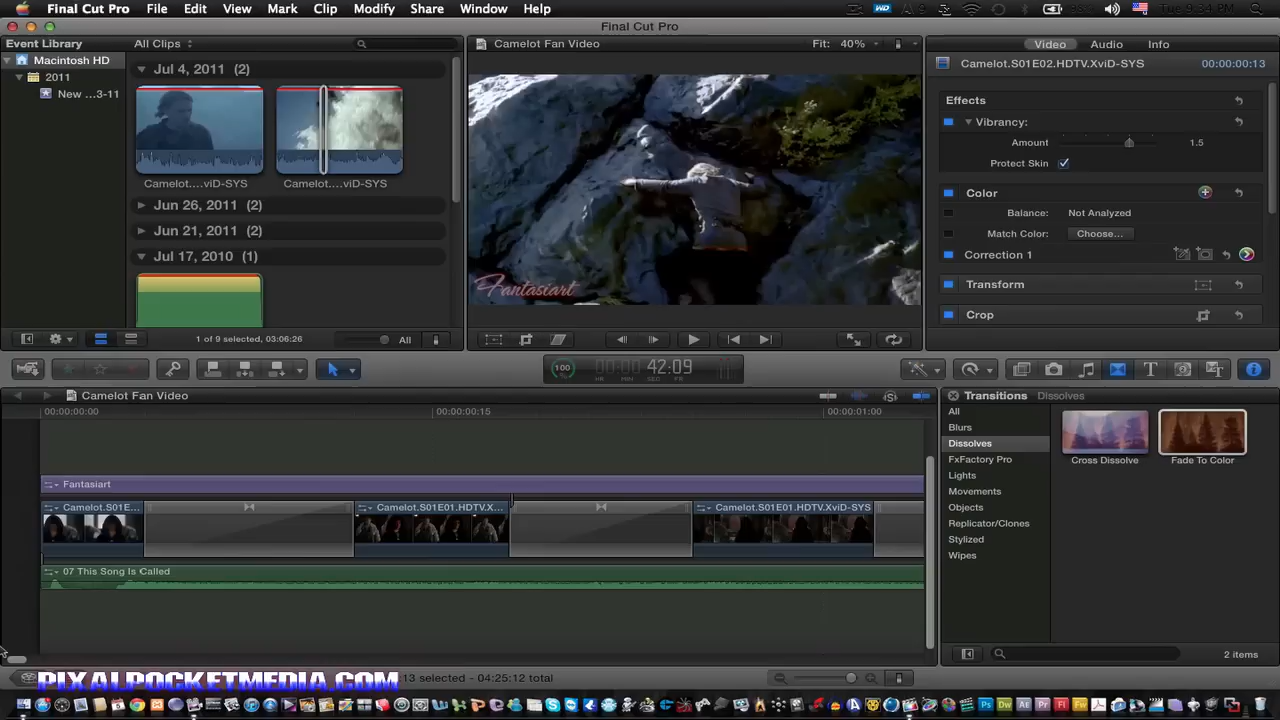 Final Cut Pro File Edit View Mark Clip Modify Share Window Help
Tue 9:34 PM
Final Cut Pro
Event Library
All Clips
Macintosh HD
2011
New ...3-11
Jul 4, 2011 (2)
Camelot....viD-SYS
Camelot....viD-SYS
Jun 26, 2011 (2)
Jun 21, 2011 (2)
Jul 17, 2010 (1)
1 of 9 selected, 03:06:26
All
Camelot Fan Video
Fit: 40%
Fantasiart
Video Audio Info
Camelot.S01E02.HDTV.XviD-SYS 00:00:00:13
Effects
Vibrancy:
Amount 1.5
Protect Skin
Color
Balance: Not Analyzed
Match Color: Choose...
Correction 1
Transform
Crop
100
00:00:42:09
HR MIN SEC FR
Camelot Fan Video
00:00:00:00 00:00:00:15 00:00:01:00
Fantasiart
Camelot.S01E...
Camelot.S01E01.HDTV.X...
Camelot.S01E01.HDTV.XviD-SYS
07 This Song Is Called
Transitions Dissolves
All
Blurs
Dissolves
FxFactory Pro
Lights
Movements
Objects
Replicator/Clones
Stylized
Wipes
Cross Dissolve
Fade To Color
2 items
PIXALPOCKETMEDIA.COM
13 selected - 04:25:12 total